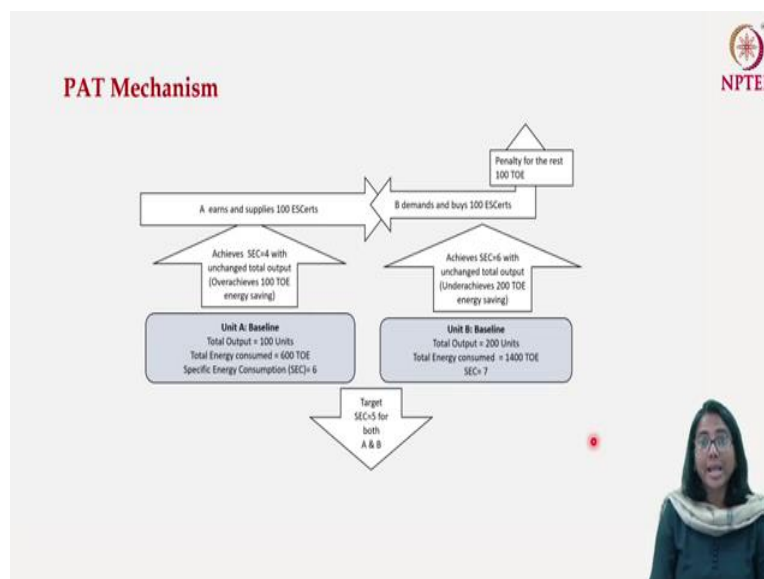 PAT Mechanism
NPTEL
Penalty for the rest
100 TOE
A earns and supplies 100 ESCerts
B demands and buys 100 ESCerts
Achieves SEC=4 with
unchanged total output
(Overachieves 100 TOE
energy saving)
Achieves SEC=6 with
unchanged total output
(Underachieves 200 TOE
energy saving)
Unit A: Baseline
Total Output = 100 Units
Total Energy consumed = 600 TOE
Specific Energy Consumption (SEC)= 6
Unit B: Baseline
Total Output = 200 Units
Total Energy consumed = 1400 TOE
SEC= 7
Target
SEC=5 for
both
A & B